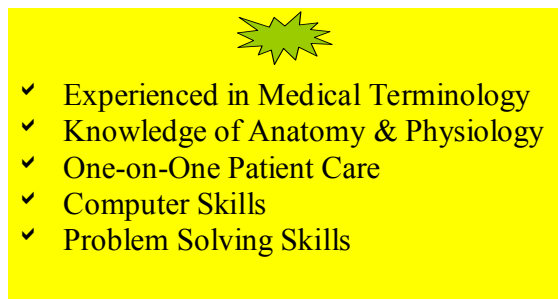 ✓ Experienced in Medical Terminology
✓ Knowledge of Anatomy & Physiology
✓ One-on-One Patient Care
✓ Computer Skills
✓ Problem Solving Skills